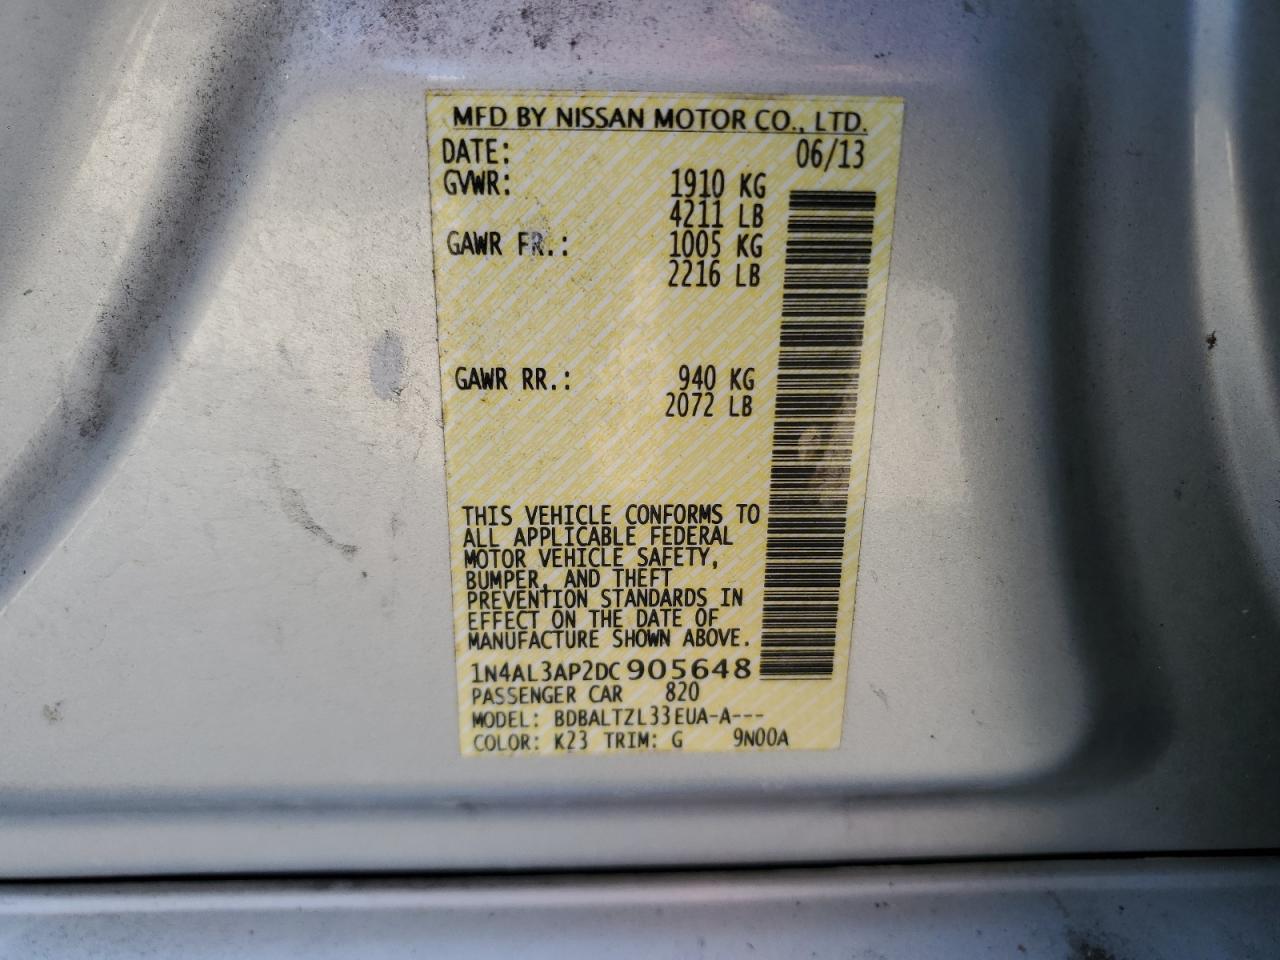 MFD BY NISSAN MOTOR CO., LTD.
DATE: 06/13
GVWR: 1910 KG
4211 LB
GAWR FR.: 1005 KG
2216 LB
GAWR RR.: 940 KG
2072 LB
THIS VEHICLE CONFORMS TO
ALL APPLICABLE FEDERAL
MOTOR VEHICLE SAFETY,
BUMPER, AND THEFT
PREVENTION STANDARDS IN
EFFECT ON THE DATE OF
MANUFACTURE SHOWN ABOVE.
1N4AL3AP2DC905648
PASSENGER CAR 820
MODEL: BDBALTZL33EUA-A---
COLOR: K23 TRIM: G 9N00A